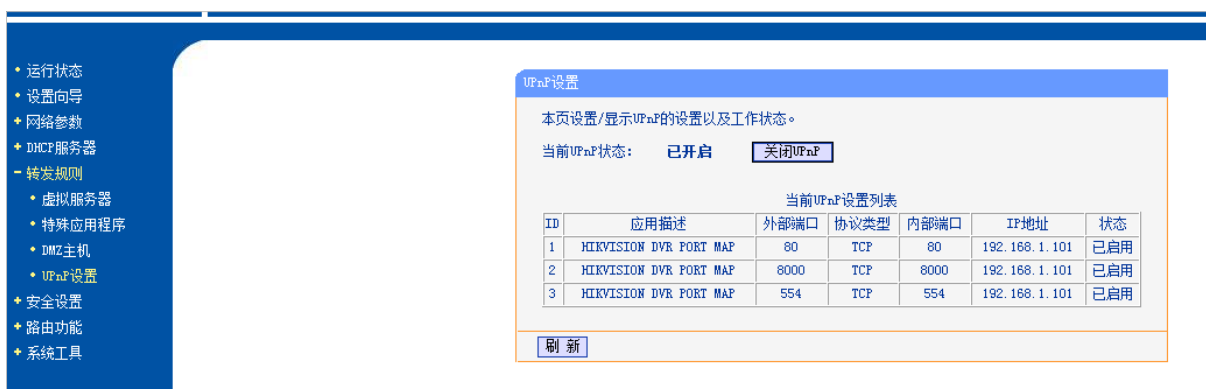 运行状态
设置向导
网络参数
DHCP服务器
转发规则
虚拟服务器
特殊应用程序
DMZ主机
UPnP设置
安全设置
路由功能
系统工具
UPnP设置
本页设置/显示UPnP的设置以及工作状态。
当前UPnP状态： 已开启 关闭UPnP
当前UPnP设置列表
ID 应用描述 外部端口 协议类型 内部端口 IP地址 状态
1 HIKVISION DVR PORT MAP 80 TCP 80 192.168.1.101 已启用
2 HIKVISION DVR PORT MAP 8000 TCP 8000 192.168.1.101 已启用
3 HIKVISION DVR PORT MAP 554 TCP 554 192.168.1.101 已启用
刷 新